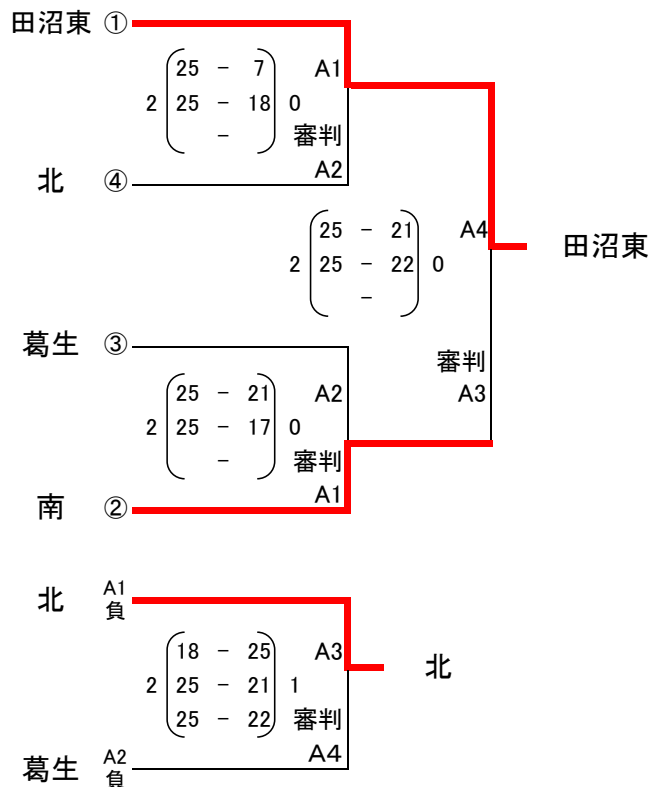 田沼東 ①
25 - 7 A1
2 25 - 18 0
- 審判
A2
北 ④
25 - 21 A4
2 25 - 22 0
-
田沼東
葛生 ③
審判
A3
25 - 21 A2
2 25 - 17 0
- 審判
A1
南 ②
北 A1
負
18 - 25 A3
2 25 - 21 1
25 - 22 審判
A4
北
葛生 A2
負